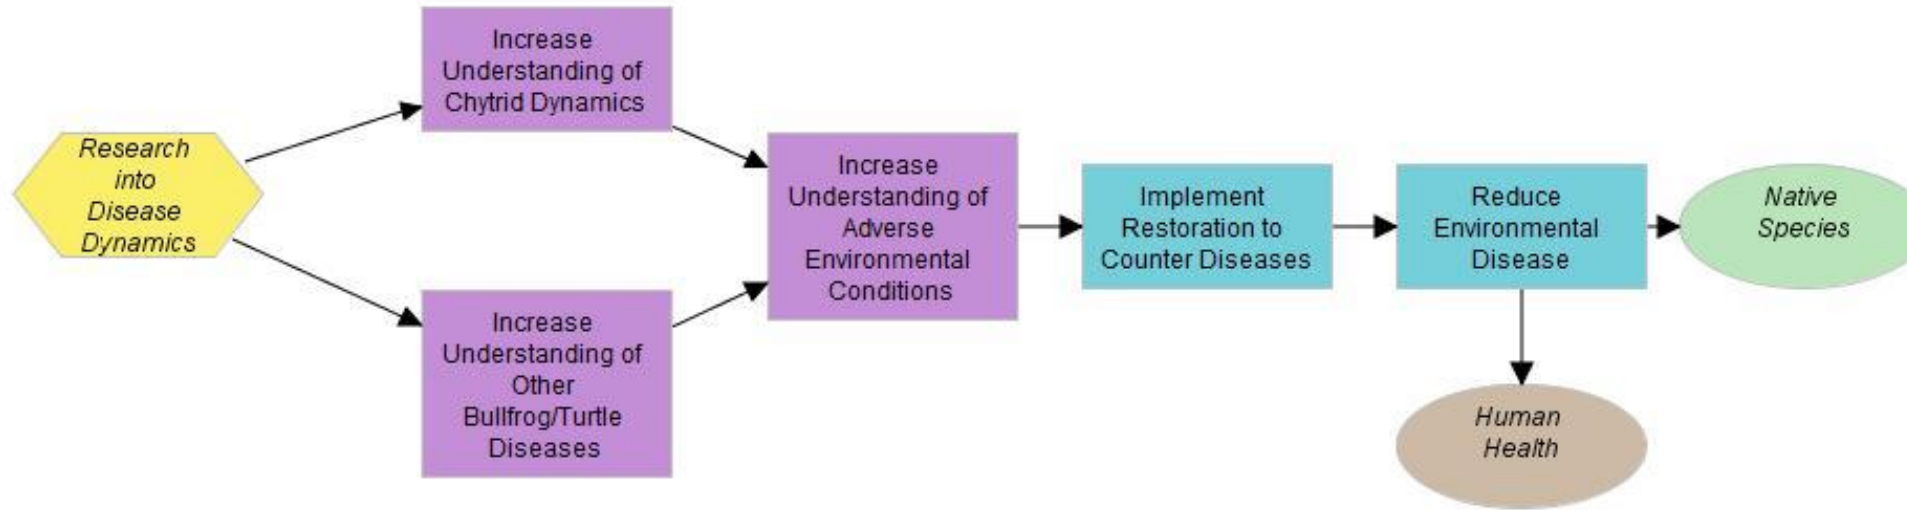 Research
into
Disease
Dynamics
Increase
Understanding of
Chytrid Dynamics
Increase
Understanding of
Other
Bullfrog/Turtle
Diseases
Increase
Understanding of
Adverse
Environmental
Conditions
Implement
Restoration to
Counter Diseases
Reduce
Environmental
Disease
Native
Species
Human
Health